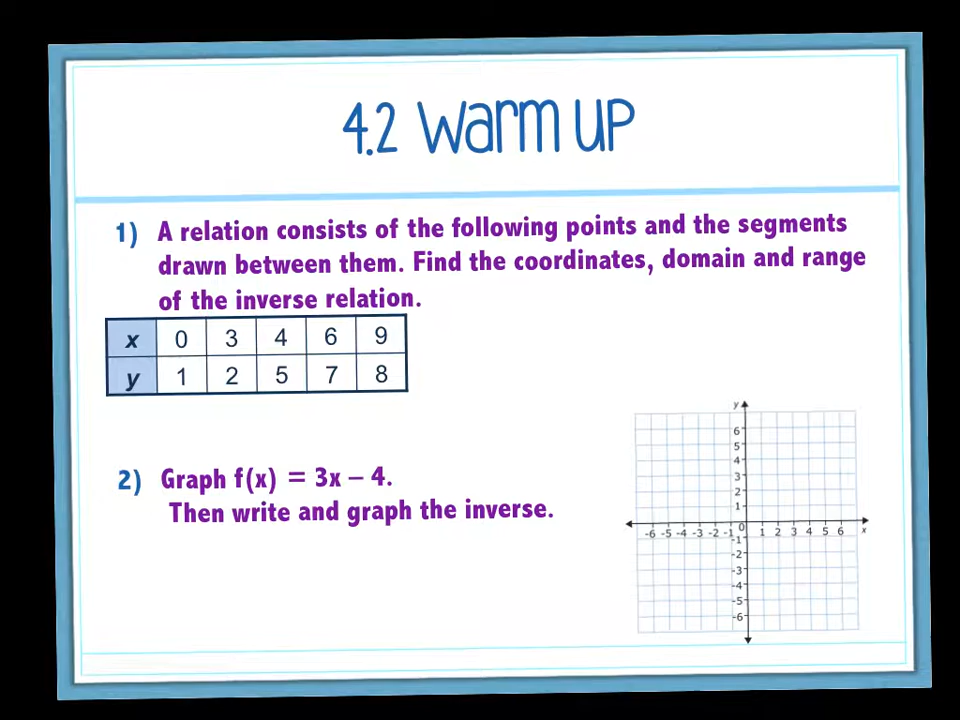 4.2 Warm up
1) A relation consists of the following points and the segments
drawn between them. Find the coordinates, domain and range
of the inverse relation.
x 0 3 4 6 9
y 1 2 5 7 8
2) Graph f(x) = 3x – 4.
Then write and graph the inverse.
y
6
5
4
3
2
1
-6 -5 -4 -3 -2 -1 0 1 2 3 4 5 6 x
-1
-2
-3
-4
-5
-6